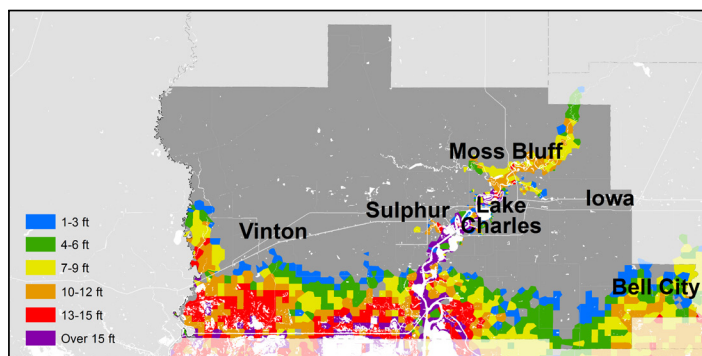 Moss Bluff
Iowa
Lake
Charles
Sulphur
Vinton
Bell City
1-3 ft
4-6 ft
7-9 ft
10-12 ft
13-15 ft
Over 15 ft